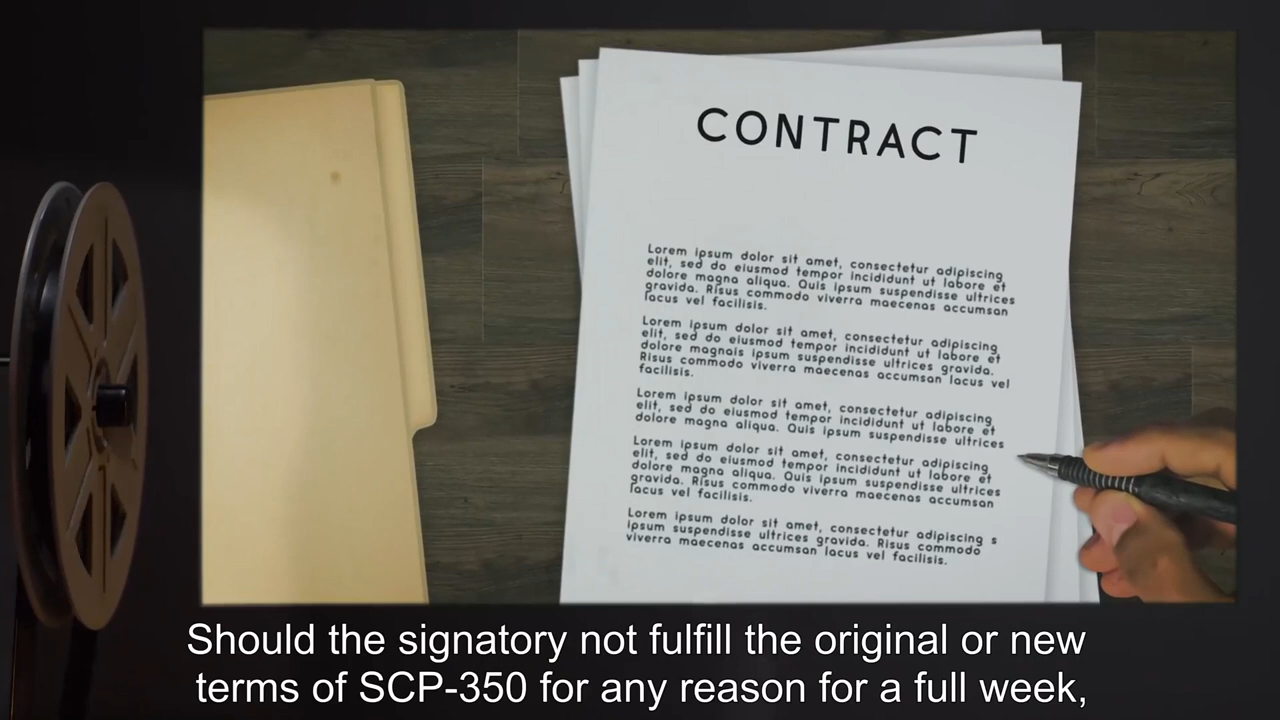 CONTRACT
Lorem ipsum dolor sit amet, consectetur adipiscing
elit, sed do eiusmod tempor incididunt ut labore et
dolore magna aliqua. Quis ipsum suspendisse ultrices
gravida. Risus commodo viverra maecenas accumsan
lacus vel facilisis.
Lorem ipsum dolor sit amet, consectetur adipiscing
elit, sed do eiusmod tempor incididunt ut labore et
dolore magnais ipsum suspendisse ultrices gravida.
Risus commodo viverra maecenas accumsan lacus vel
facilisis.
Lorem ipsum dolor sit amet, consectetur adipiscing
elit, sed do eiusmod tempor incididunt ut labore et
dolore magna aliqua. Quis ipsum suspendisse ultrices
Lorem ipsum dolor sit amet, consectetur adipiscing
elit, sed do eiusmod tempor incididunt ut labore et
dolore magna aliqua. Quis ipsum suspendisse ultrices
gravida. Risus commodo viverra maecenas accumsan
lacus vel facilisis.
Lorem ipsum dolor sit amet, consectetur adipiscing s
ipsum suspendisse ultrices gravida. Risus commodo
viverra maecenas accumsan lacus vel facilisis.
Should the signatory not fulfill the original or new
terms of SCP-350 for any reason for a full week,